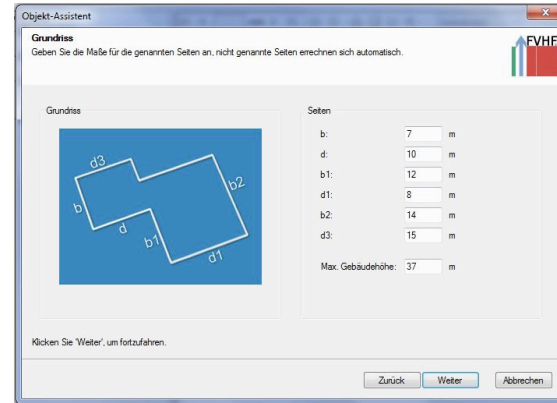 Objekt-Assistent
Grundriss
Geben Sie die Maße für die genannten Seiten an, nicht genannte Seiten errechnen sich automatisch.
FVHF
Grundriss
d3
b2
b
d
b1
d1
Seiten
b: 7 m
d: 10 m
b1: 12 m
d1: 8 m
b2: 14 m
d3: 15 m
Max. Gebäudehöhe: 37 m
Klicken Sie 'Weiter', um fortzufahren.
Zurück Weiter Abbrechen